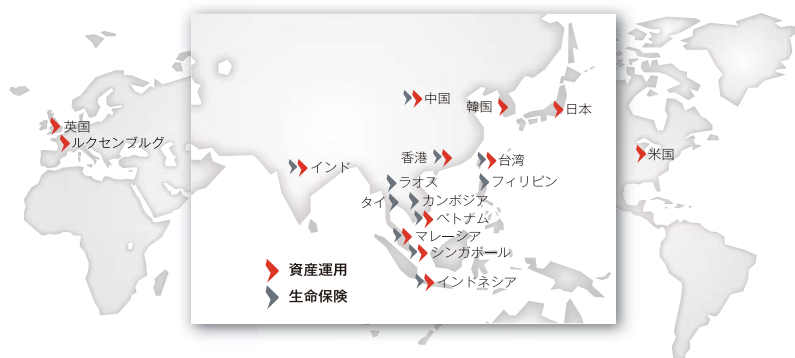 中国
韓国
日本
英国
ルクセンブルグ
米国
香港
台湾
インド
ラオス
フィリピン
タイ
カンボジア
ベトナム
マレーシア
シンガポール
インドネシア
資産運用
生命保険